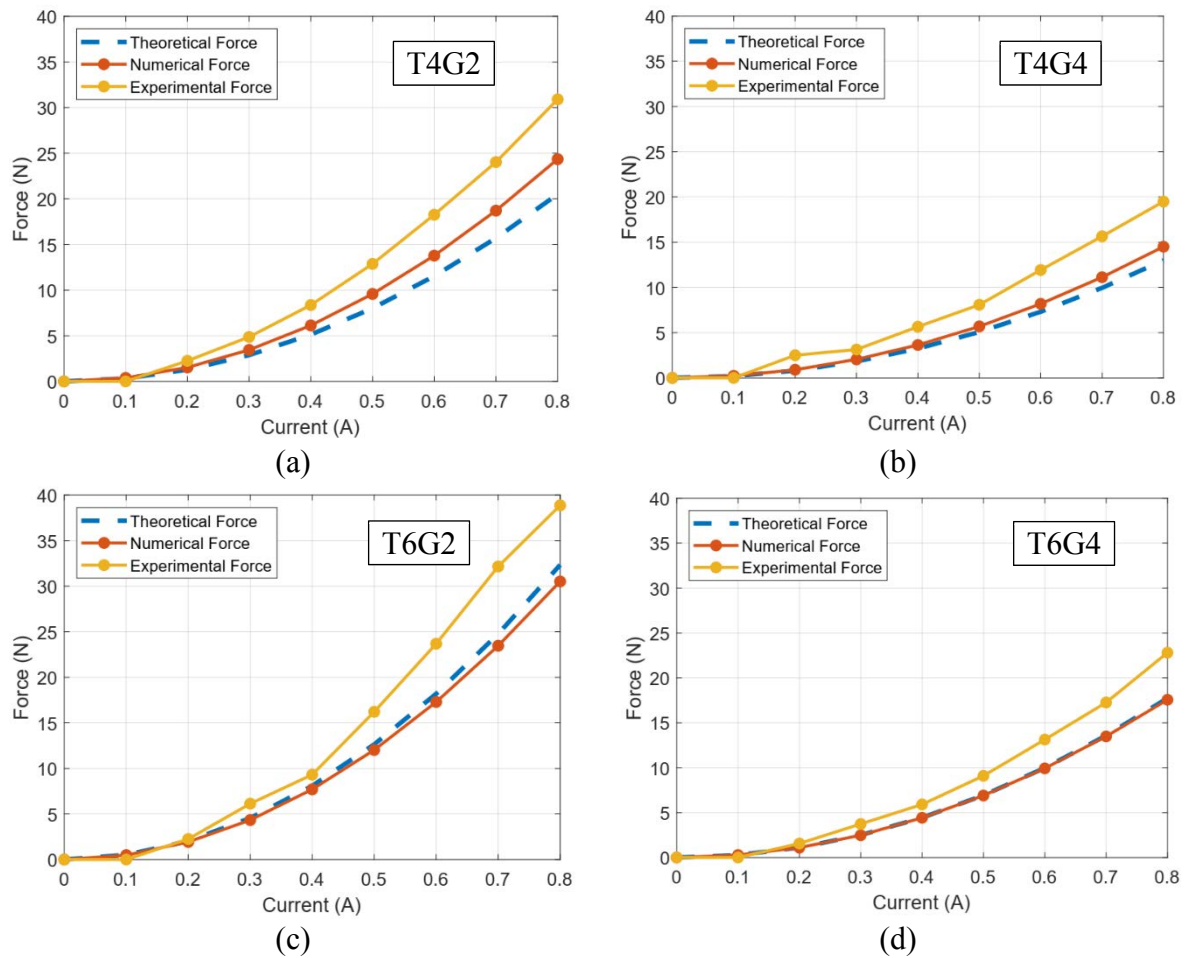 40
35
30
25
20
15
10
5
0
Force (N)
Theoretical Force
Numerical Force
Experimental Force
T4G2
0 0.1 0.2 0.3 0.4 0.5 0.6 0.7 0.8
Current (A)
(a)
40
35
30
25
20
15
10
5
0
Force (N)
Theoretical Force
Numerical Force
Experimental Force
T4G4
0 0.1 0.2 0.3 0.4 0.5 0.6 0.7 0.8
Current (A)
(b)
40
35
30
25
20
15
10
5
0
Force (N)
Theoretical Force
Numerical Force
Experimental Force
T6G2
0 0.1 0.2 0.3 0.4 0.5 0.6 0.7 0.8
Current (A)
(c)
40
35
30
25
20
15
10
5
0
Force (N)
Theoretical Force
Numerical Force
Experimental Force
T6G4
0 0.1 0.2 0.3 0.4 0.5 0.6 0.7 0.8
Current (A)
(d)